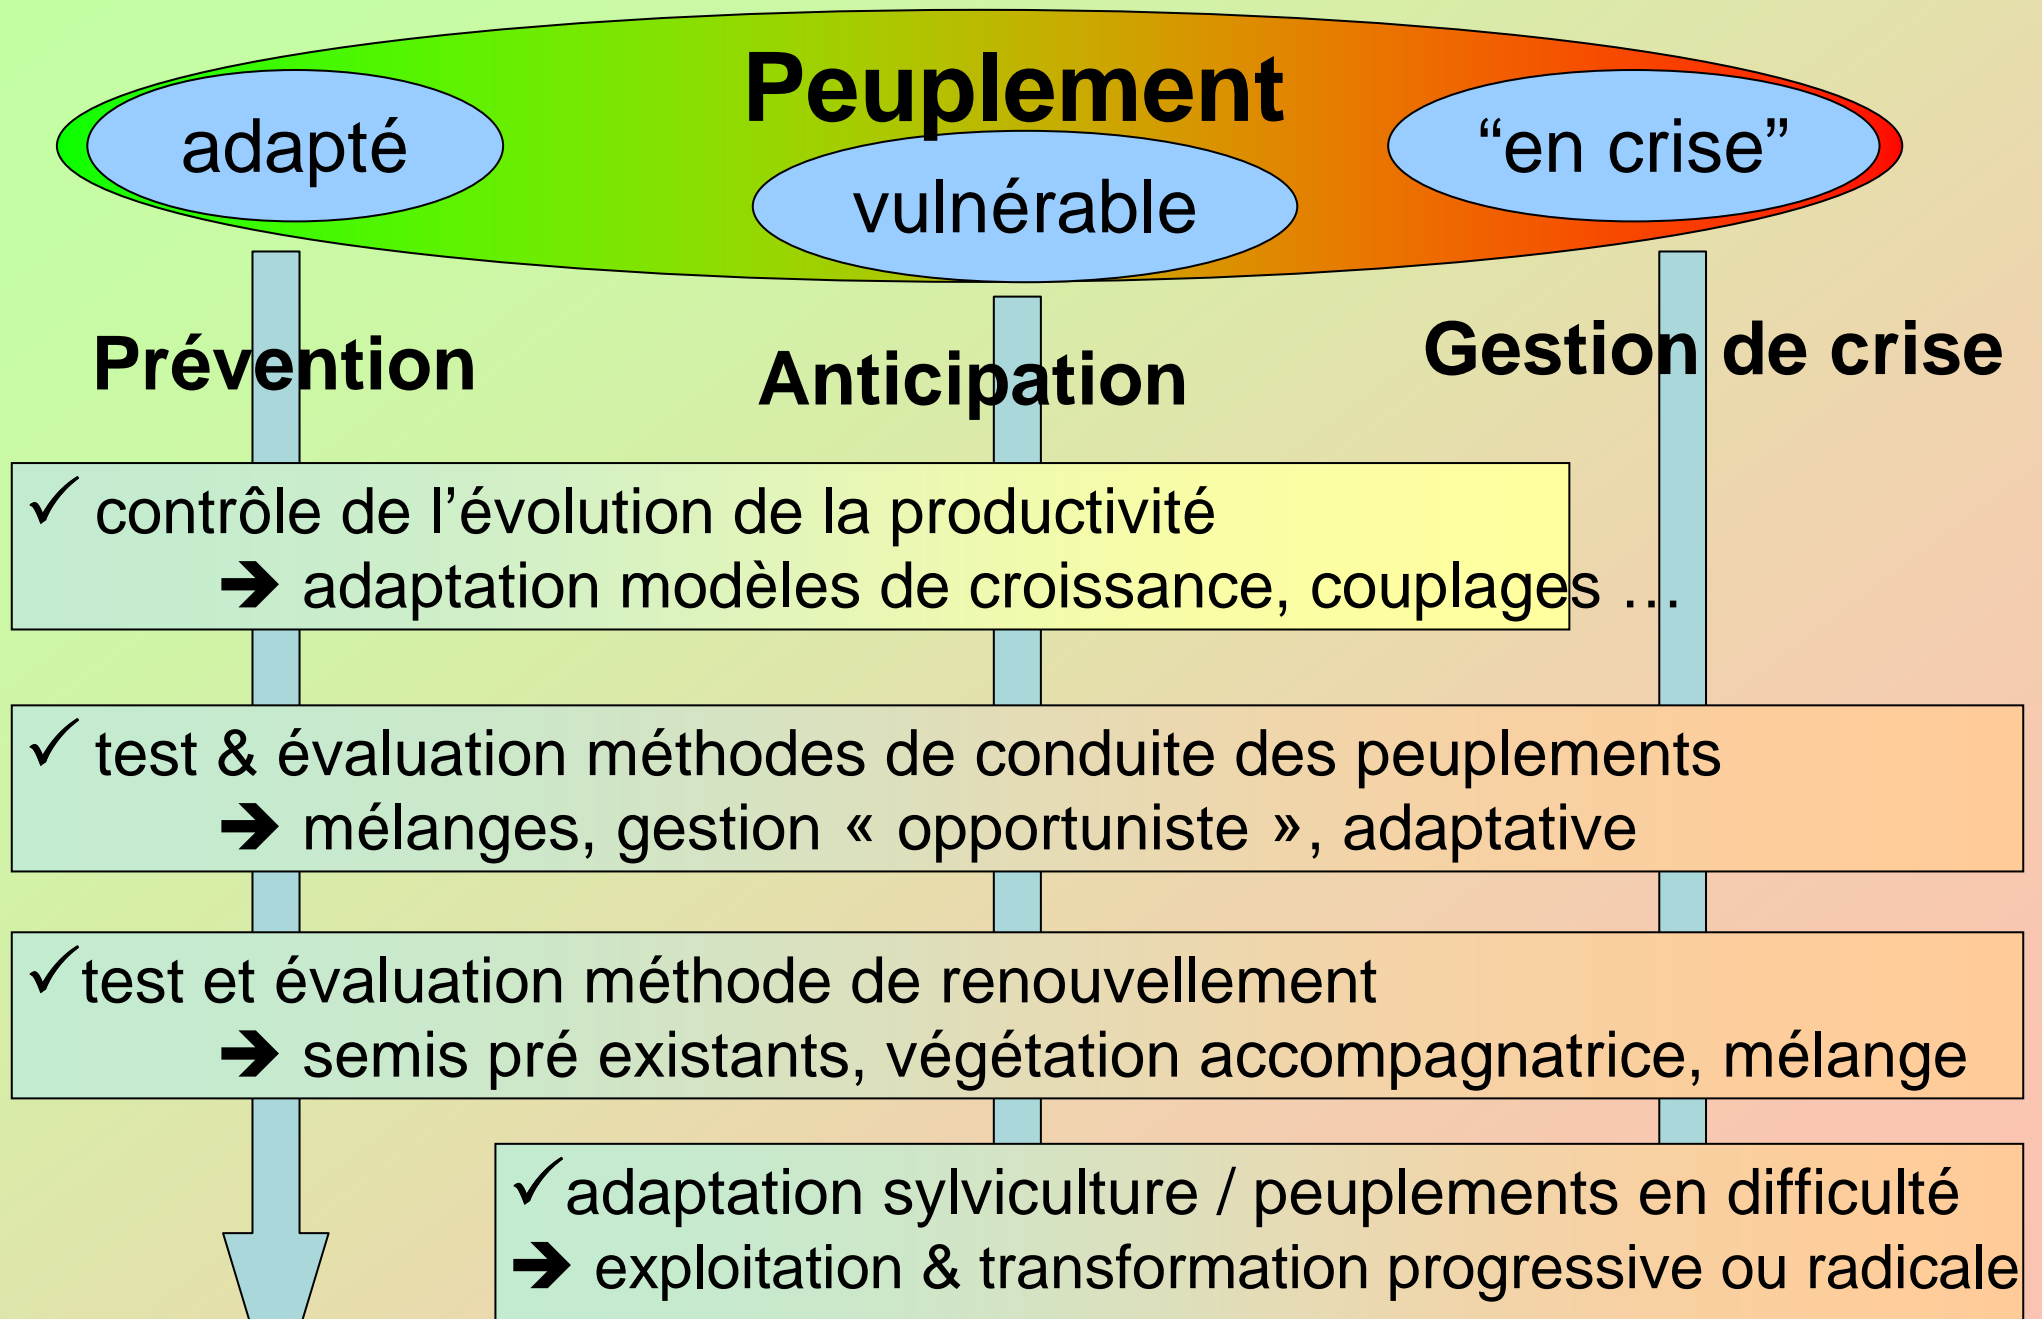 Peuplement
adapté
vulnérable
“en crise”
Prévention
Anticipation
Gestion de crise
✓ contrôle de l’évolution de la productivité
➔ adaptation modèles de croissance, couplages …
✓ test & évaluation méthodes de conduite des peuplements
➔ mélanges, gestion « opportuniste », adaptative
✓test et évaluation méthode de renouvellement
➔ semis pré existants, végétation accompagnatrice, mélange
✓adaptation sylviculture / peuplements en difficulté
➔ exploitation & transformation progressive ou radicale